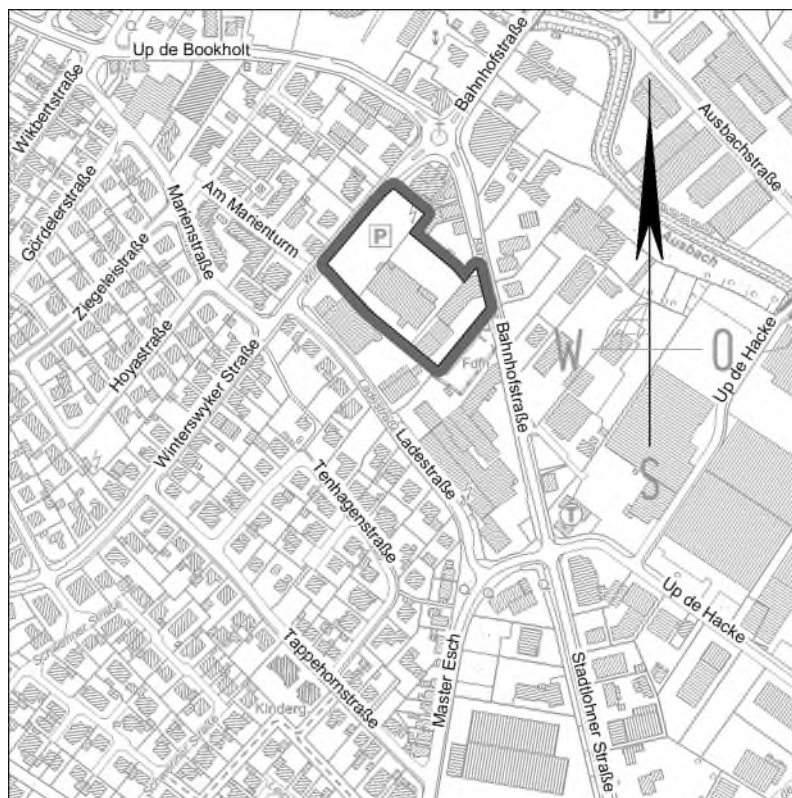 Up de Bookholt
Bahnhofstraße
P
Wikbertstraße
Ausbachstraße
Gördelerstraße
Marienstraße
Am Marienturm
P
Ausbach
Ziegeleistraße
Hoyastraße
Winterswyker Straße
Bahnhofstraße
W
O
Up de Hacke
Ladestraße
S
T
Tenhagenstraße
Up de Hacke
Tappehornstraße
Master Esch
Stadtlohner Straße
Kinderg.